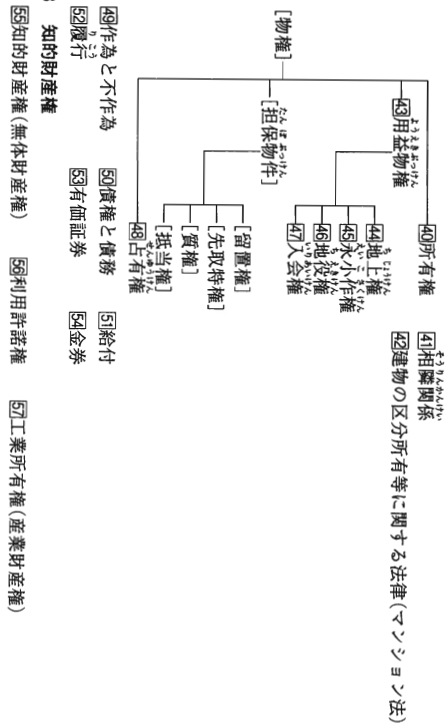 40所有権
41相隣関係
42建物の区分所有等に関する法律(マンション法)
43用益物権
44地上権
45永小作権
46地役権
47入会権
[物権]
[担保物件]
[留置権]
[先取特権]
[質権]
[抵当権]
48占有権
49作為と不作為 50債権と債務 51給付
52履行 53有価証券 54金券
知的財産権
55知的財産権(無体財産権) 56利用許諾権 57工業所有権(産業財産権)